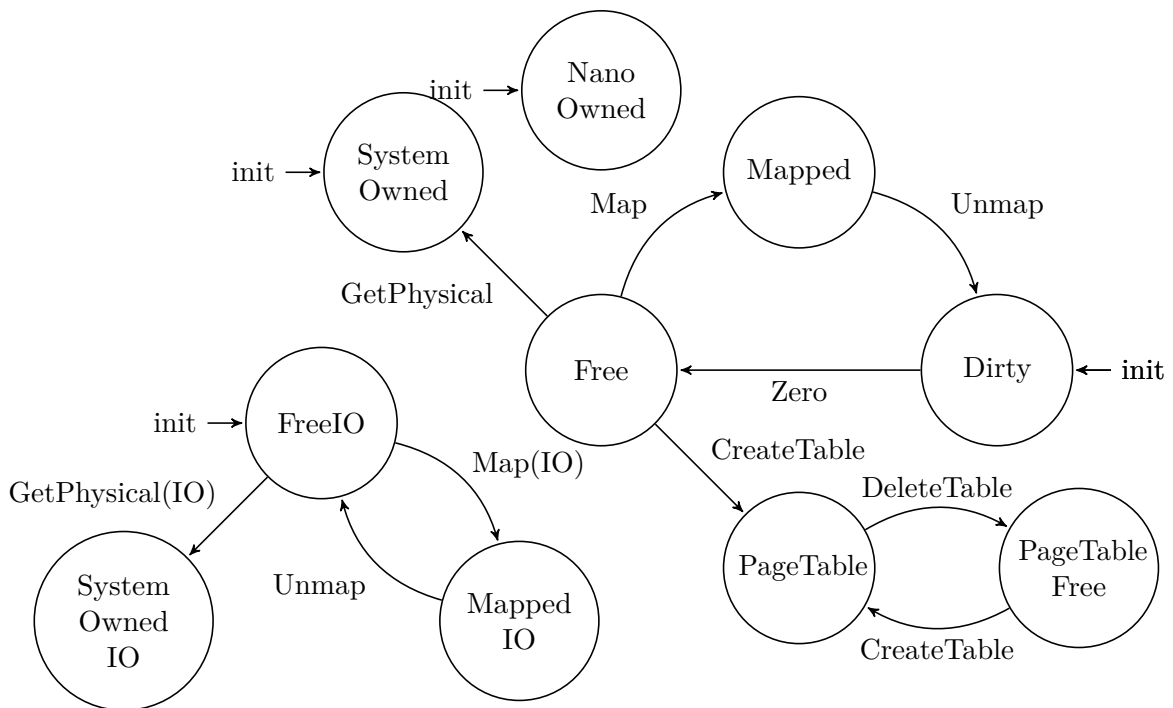 Nano
Owned
init
System
Owned
init
Mapped
Map
Unmap
GetPhysical
Free
Dirty
init
Zero
FreeIO
init
Map(IO)
GetPhysical(IO)
CreateTable
DeleteTable
PageTable
PageTable
Free
Unmap
Mapped
IO
System
Owned
IO
CreateTable